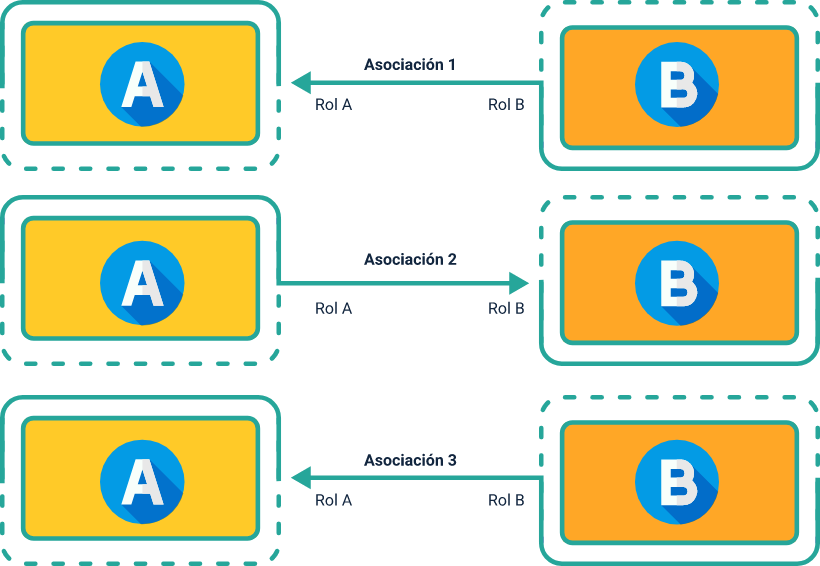 A
Asociación 1
Rol A
Rol B
B
A
Asociación 2
Rol A
Rol B
B
A
Asociación 3
Rol A
Rol B
B